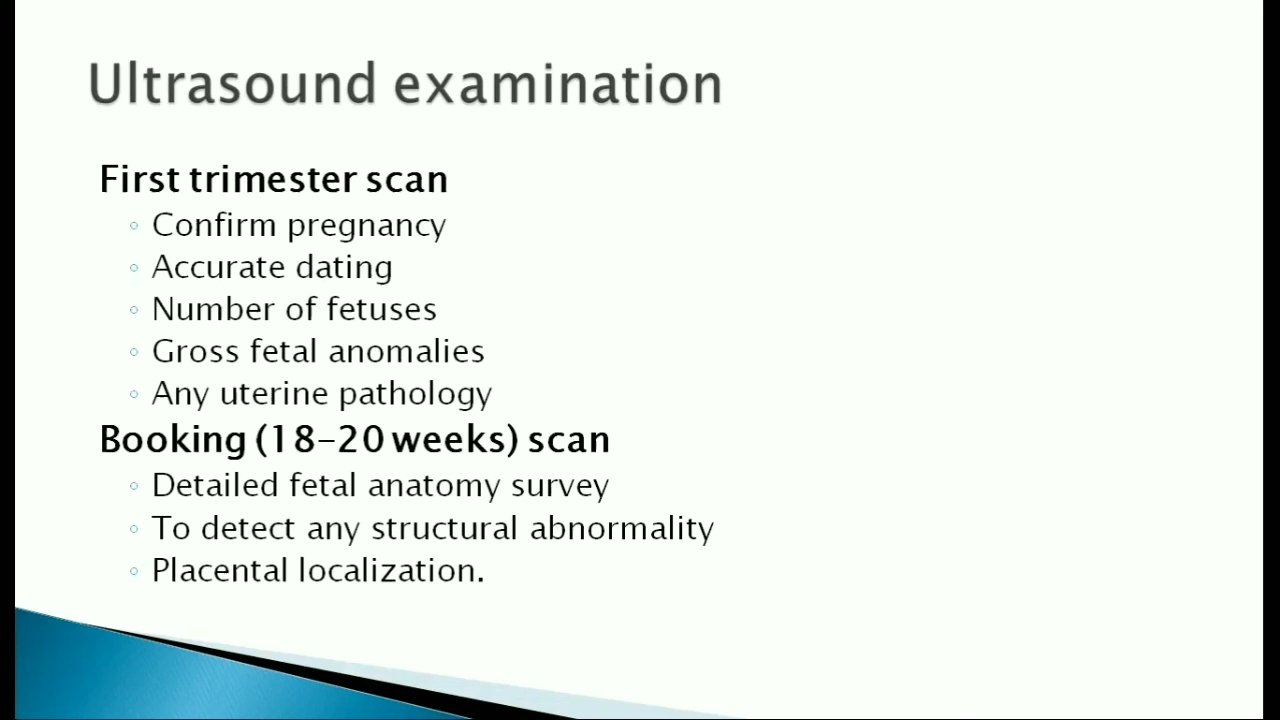 Ultrasound examination
First trimester scan
◦ Confirm pregnancy
◦ Accurate dating
◦ Number of fetuses
◦ Gross fetal anomalies
◦ Any uterine pathology
Booking (18-20 weeks) scan
◦ Detailed fetal anatomy survey
◦ To detect any structural abnormality
◦ Placental localization.